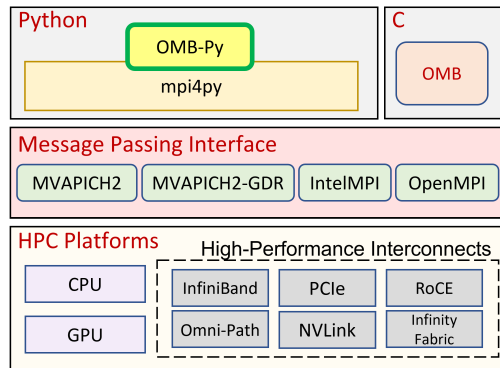 Python
C
OMB-Py
mpi4py
OMB
Message Passing Interface
MVAPICH2
MVAPICH2-GDR
IntelMPI
OpenMPI
HPC Platforms
High-Performance Interconnects
CPU
InfiniBand
PCIe
RoCE
GPU
Omni-Path
NVLink
Infinity
Fabric